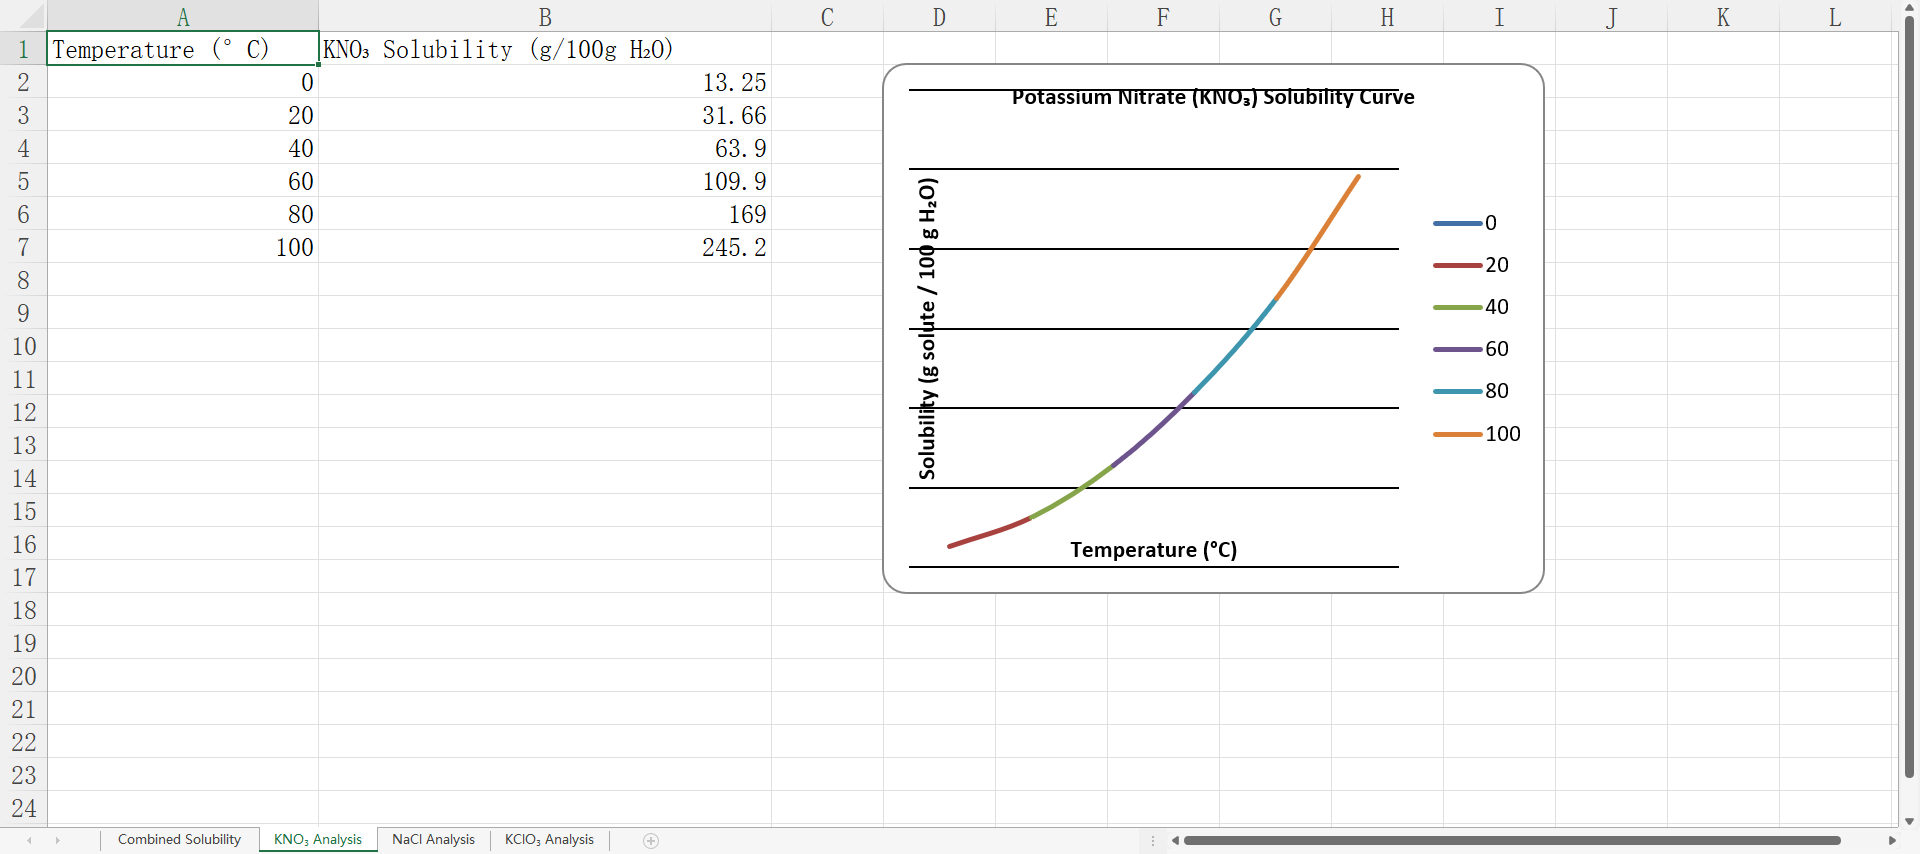 A B C D E F G H I J K L
1 Temperature (°C) KNO₃ Solubility (g/100g H₂O)
2 0 13.25
3 20 31.66
4 40 63.9
5 60 109.9
6 80 169
7 100 245.2
8
9
10
11
12
13
14
15
16
17
18
19
20
21
22
23
24
Potassium Nitrate (KNO₃) Solubility Curve
Solubility (g solute / 100 g H₂O)
Temperature (°C)
0
20
40
60
80
100
Combined Solubility KNO₃ Analysis NaCl Analysis KClO₃ Analysis